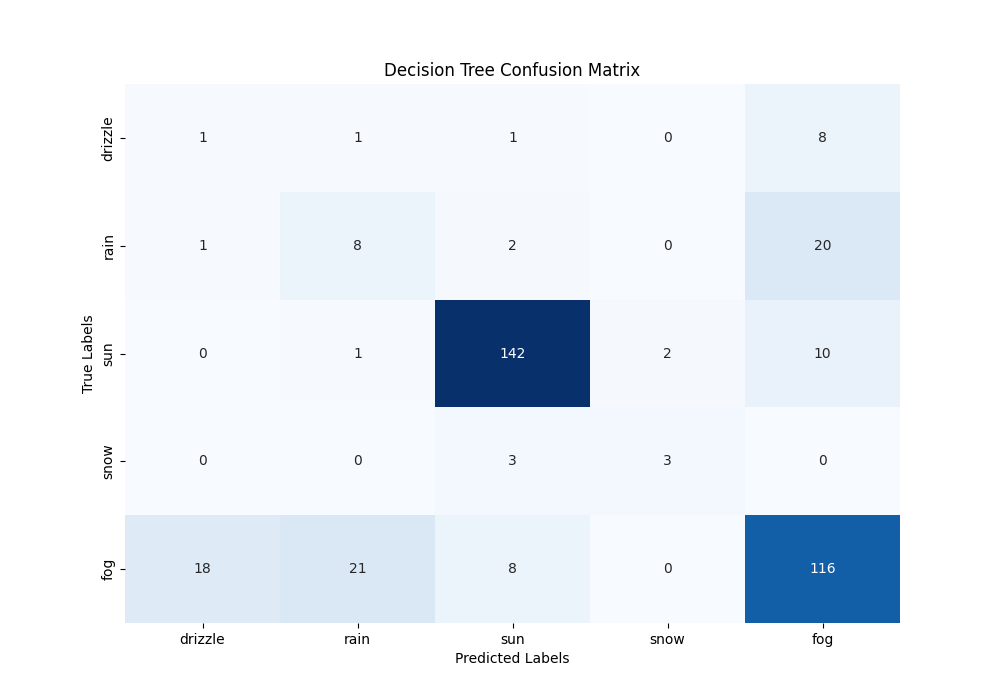 Decision Tree Confusion Matrix
True Labels
drizzle 1 1 1 0 8
rain 1 8 2 0 20
sun 0 1 142 2 10
snow 0 0 3 3 0
fog 18 21 8 0 116
drizzle rain sun snow fog
Predicted Labels